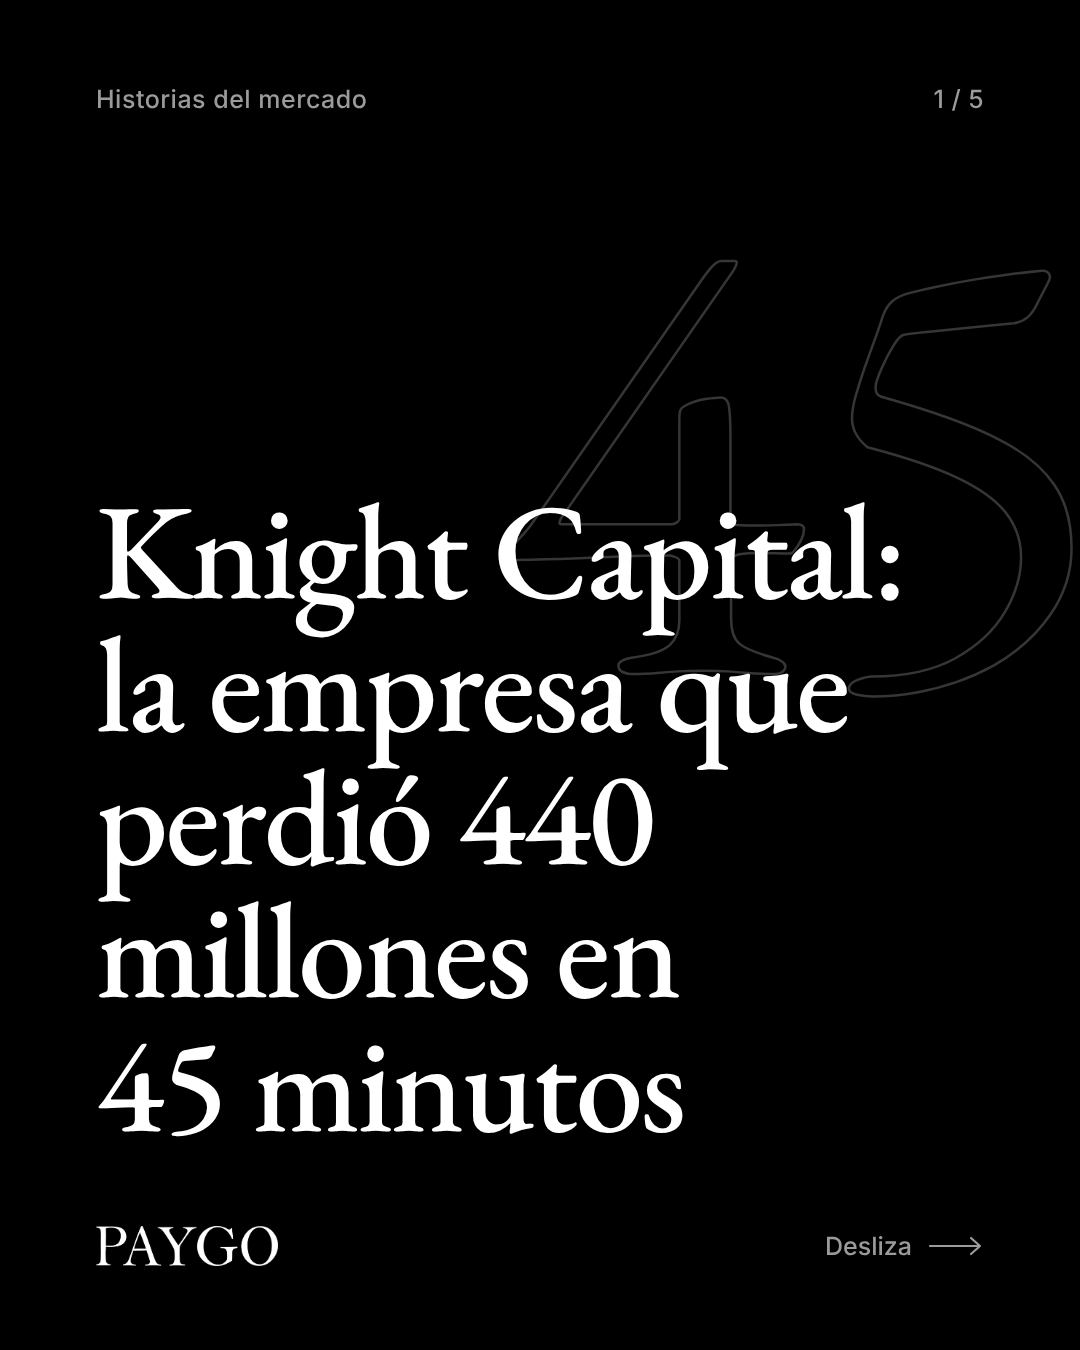 Historias del mercado
1 / 5
45
Knight Capital:
la empresa que
perdió 440
millones en
45 minutos
PAYGO
Desliza